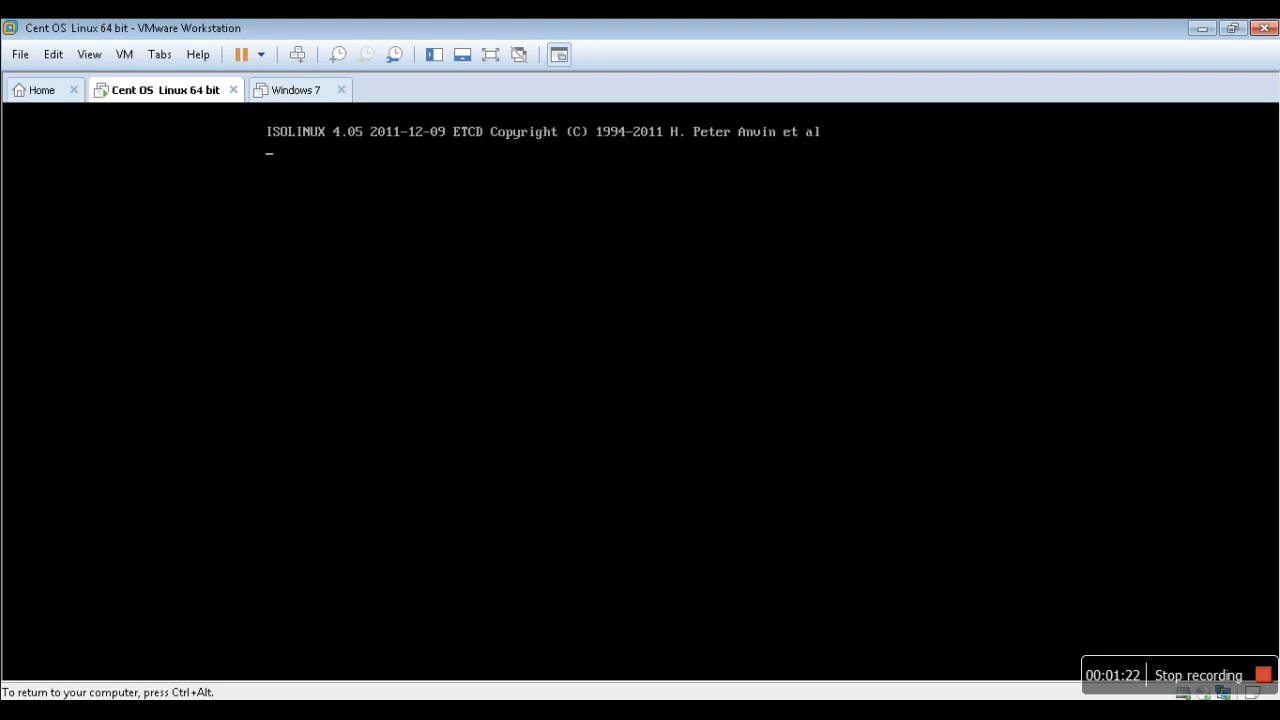 Cent OS Linux 64 bit - VMware Workstation
File Edit View VM Tabs Help
Home Cent OS Linux 64 bit Windows 7
ISOLINUX 4.05 2011-12-09 ETCD Copyright (C) 1994-2011 H. Peter Anvin et al
_
00:01:22 Stop recording
To return to your computer, press Ctrl+Alt.